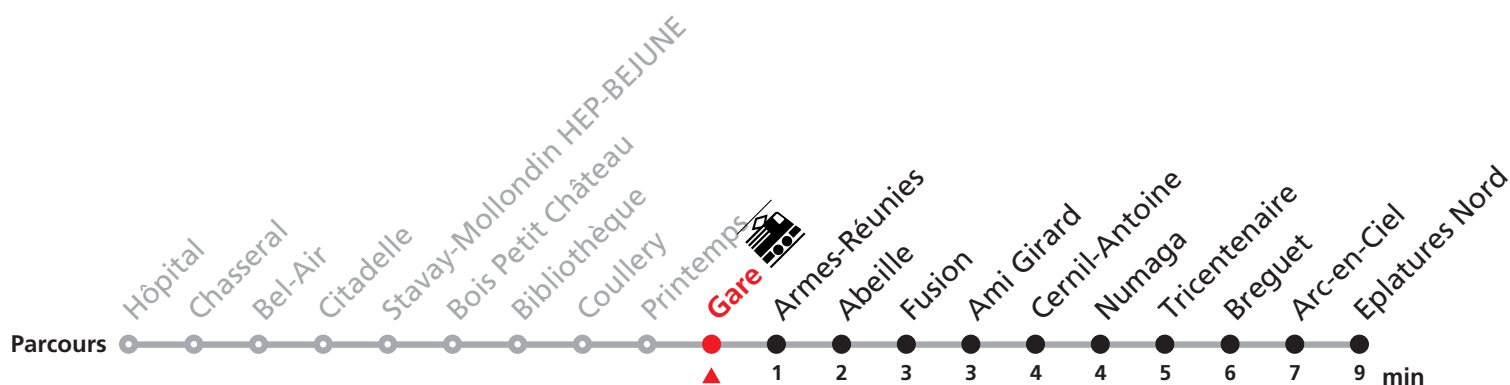 Hôpital
Chasseral
Bel-Air
Citadelle
Stavay-Mollondin HEP-BEJUNE
Bois Petit Château
Bibliothèque
Coullery
Printemps
Gare
Armes-Réunies
Abeille
Fusion
Ami Girard
Cernil-Antoine
Numaga
Tricentenaire
Breguet
Arc-en-Ciel
Eplatures Nord
Parcours
1 2 3 3 4 4 5 6 7 9 min